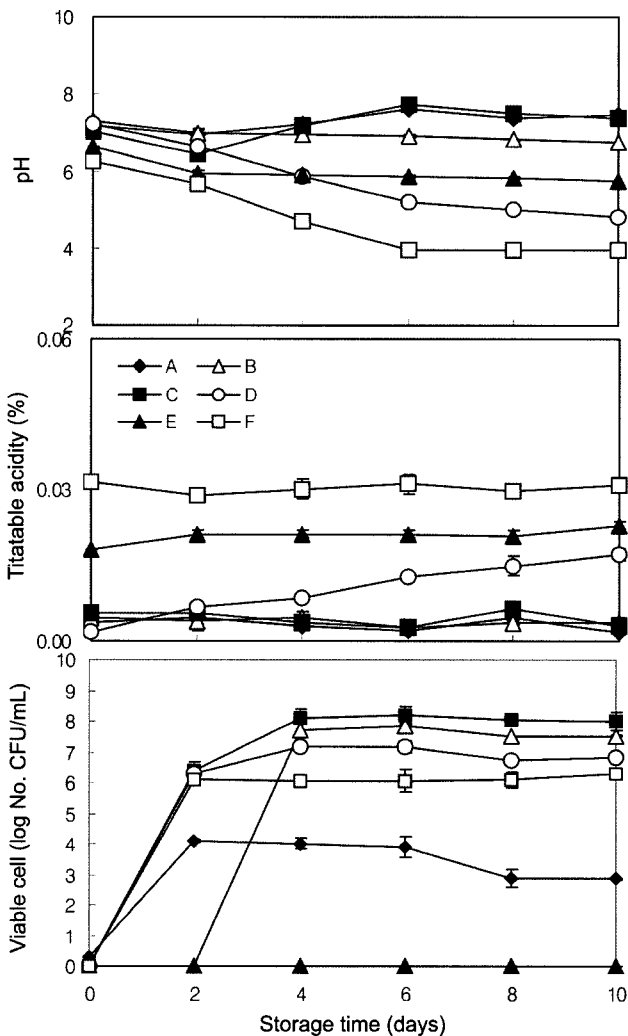 10
8
6
4
2
pH
0.06
0.03
0.00
Titatable acidity (%)
A B
C D
E F
10
9
8
7
6
5
4
3
2
1
0
Viable cell (log No. CFU/mL)
0 2 4 6 8 10
Storage time (days)